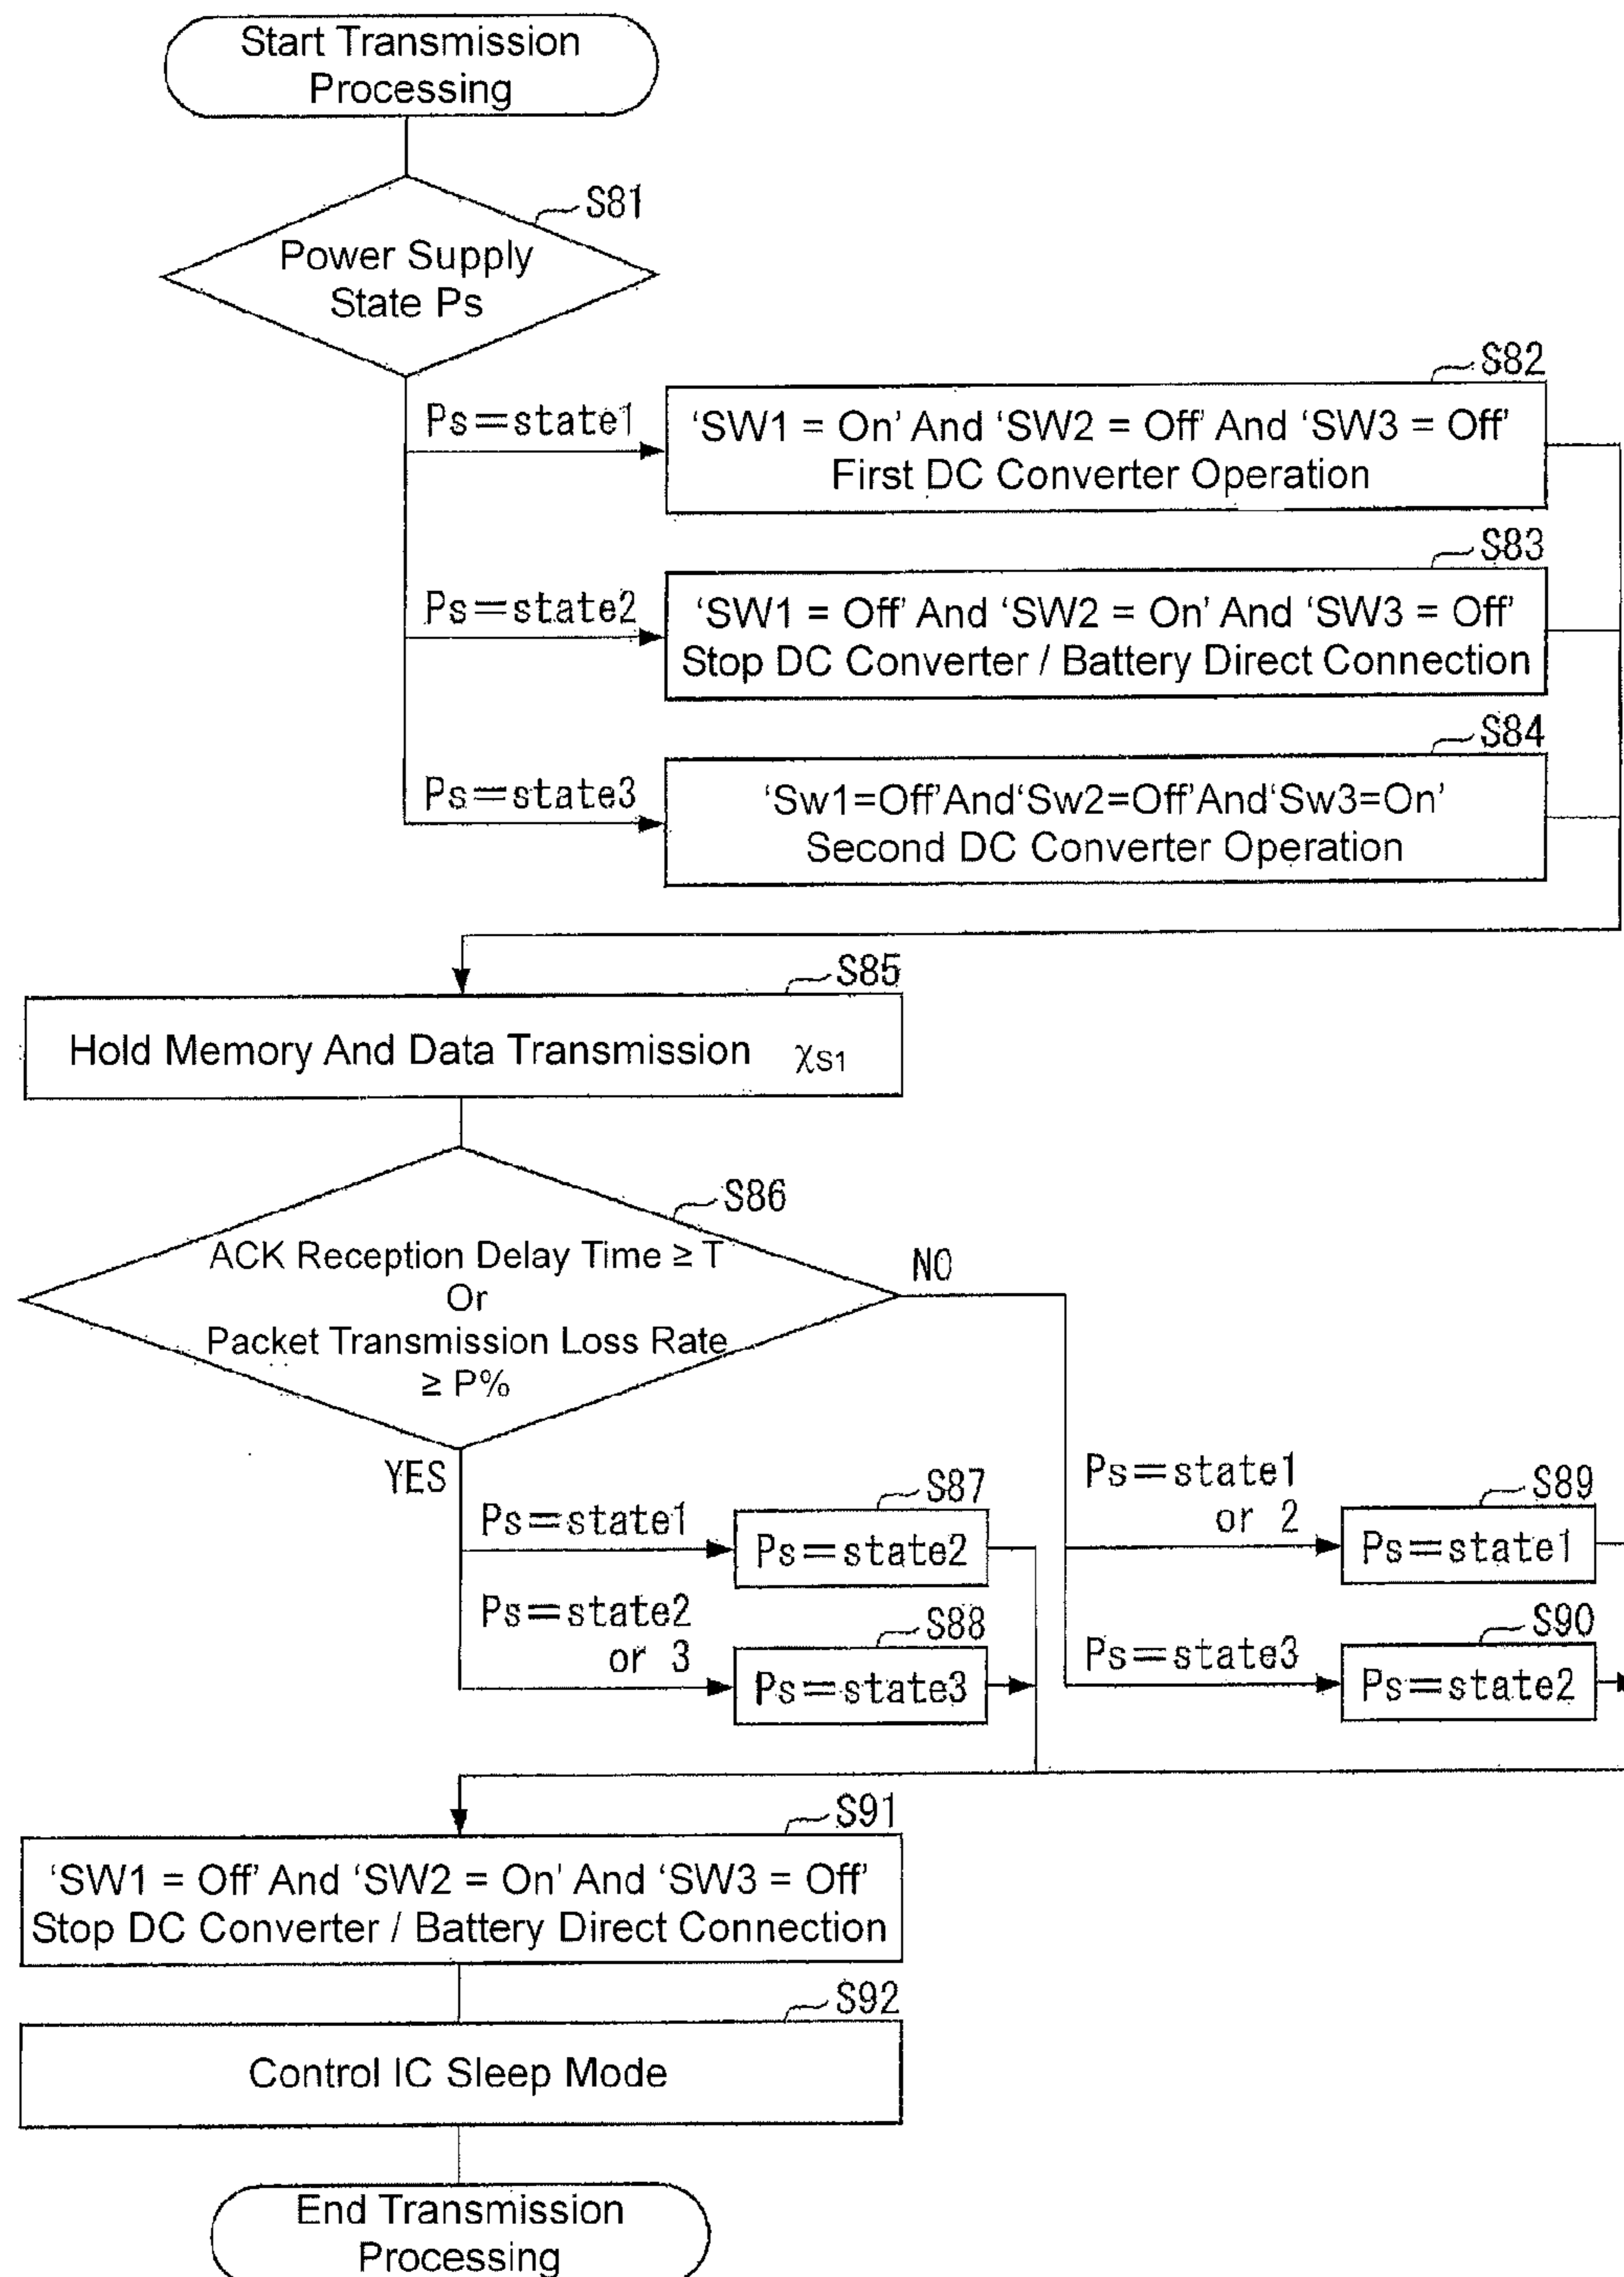 Start Transmission
Processing
S81
Power Supply
State Ps
S82
Ps=state1
'SW1 = On' And 'SW2 = Off' And 'SW3 = Off'
First DC Converter Operation
S83
Ps=state2
'SW1 = Off' And 'SW2 = On' And 'SW3 = Off'
Stop DC Converter / Battery Direct Connection
S84
Ps=state3
'Sw1=Off'And'Sw2=Off'And'Sw3=On'
Second DC Converter Operation
S85
Hold Memory And Data Transmission χS1
S86
ACK Reception Delay Time ≥ T
Or
Packet Transmission Loss Rate
≥ P%
NO
YES
Ps=state1
S87
Ps=state2
Ps=state2
or 3
S88
Ps=state3
Ps=state1
or 2
S89
Ps=state1
Ps=state3
S90
Ps=state2
S91
'SW1 = Off' And 'SW2 = On' And 'SW3 = Off'
Stop DC Converter / Battery Direct Connection
S92
Control IC Sleep Mode
End Transmission
Processing